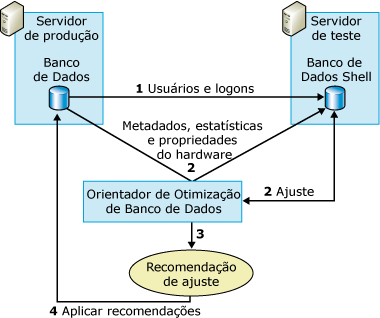 Servidor
de produção
Banco
de Dados
Servidor
de teste
Banco de
Dados Shell
1 Usuários e logons
Metadados, estatísticas
e propriedades
do hardware
2
Orientador de Otimização
de Banco de Dados
2 Ajuste
3
Recomendação
de ajuste
4 Aplicar recomendações